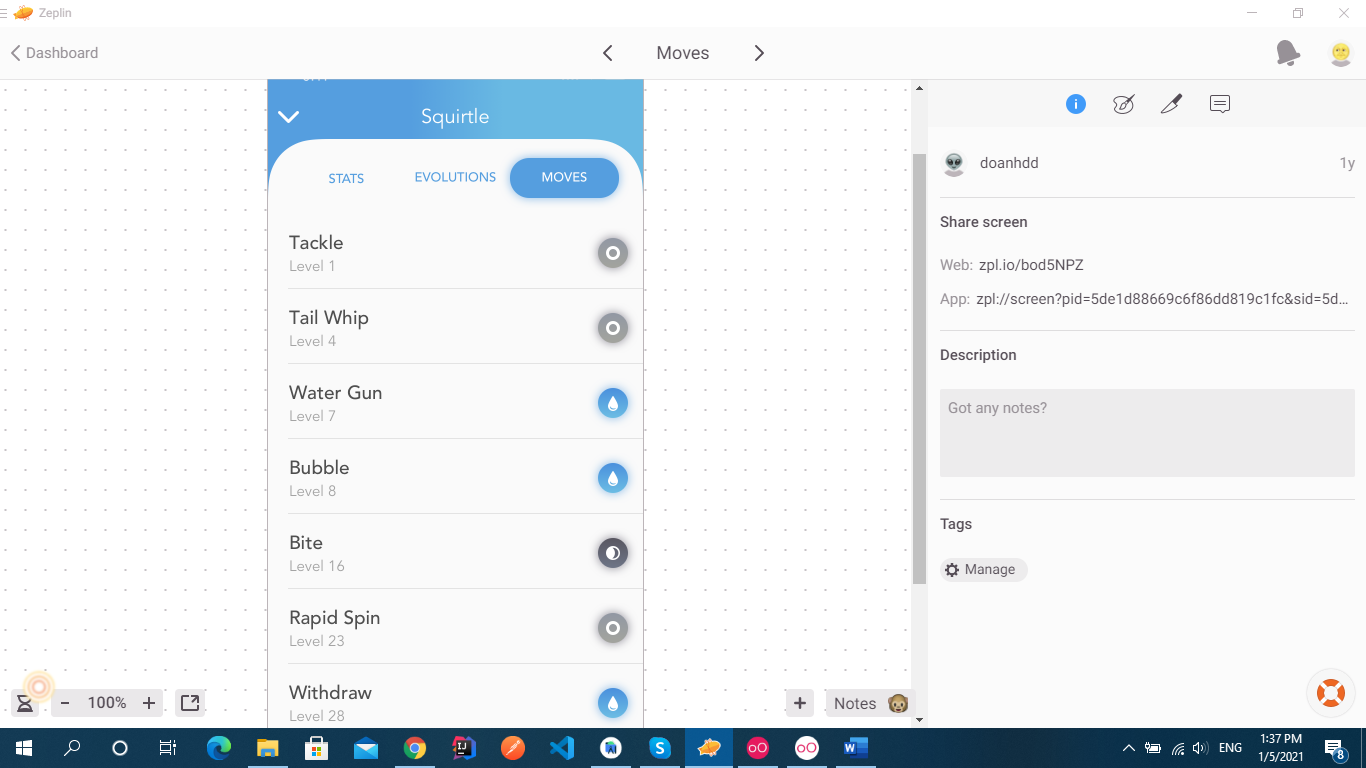 Zeplin
Dashboard
Moves
Squirtle
STATS
EVOLUTIONS
MOVES
Tackle
Level 1
Tail Whip
Level 4
Water Gun
Level 7
Bubble
Level 8
Bite
Level 16
Rapid Spin
Level 23
Withdraw
Level 28
100%
Notes
doanhdd
1y
Share screen
Web: zpl.io/bod5NPZ
App: zpl://screen?pid=5de1d88669c6f86dd819c1fc&sid=5d...
Description
Got any notes?
Tags
Manage
ENG
1:37 PM
1/5/2021
8